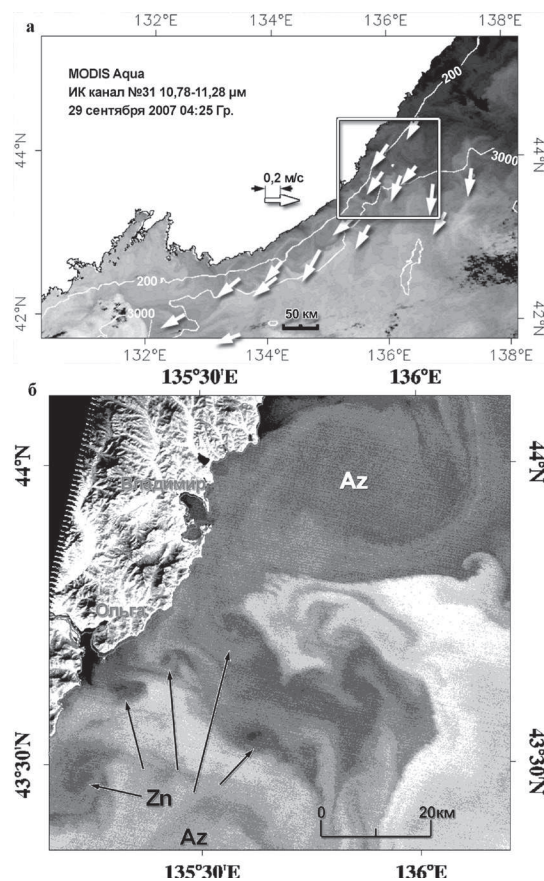 а
132°E 134°E 136°E 138°E
MODIS Aqua
ИК канал №31 10,78-11,28 µм
29 сентября 2007 04:25 Гр.
200
44°N
44°N
3000
0,2 м/с
200
3000
42°N
42°N
50 км
132°E 134°E 136°E 138°E
135°30'E 136°E
б
44°N
44°N
Az
Владимир
Ольга
43°30'N
43°30'N
Zn
0 20км
Az
135°30'E 136°E